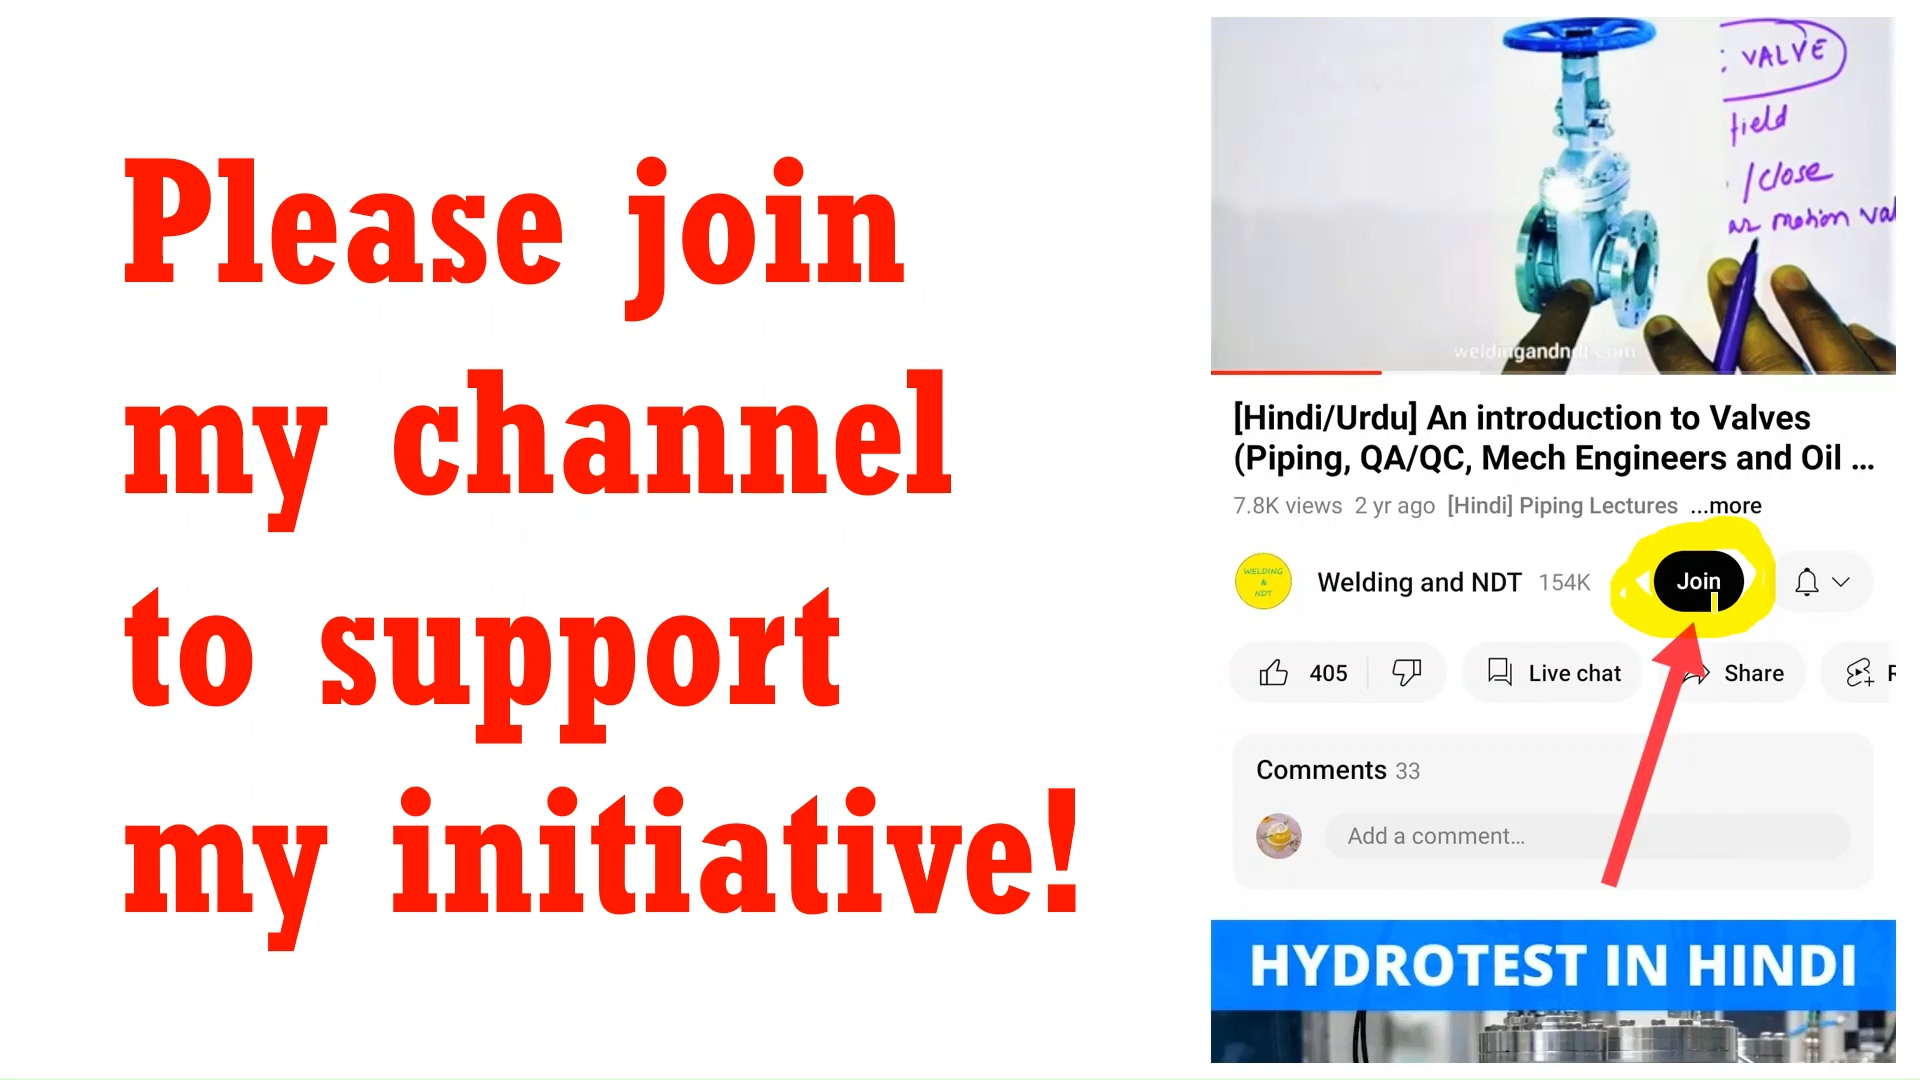 Please join
my channel
to support
my initiative!
VALVE
field
/close
motion
weldingandndt.com
[Hindi/Urdu] An introduction to Valves
(Piping, QA/QC, Mech Engineers and Oil ...
7.8K views 2 yr ago [Hindi] Piping Lectures ...more
WELDING
&
NDT
Welding and NDT 154K
Join
405
Live chat
Share
Comments 33
Add a comment...
HYDROTEST IN HINDI